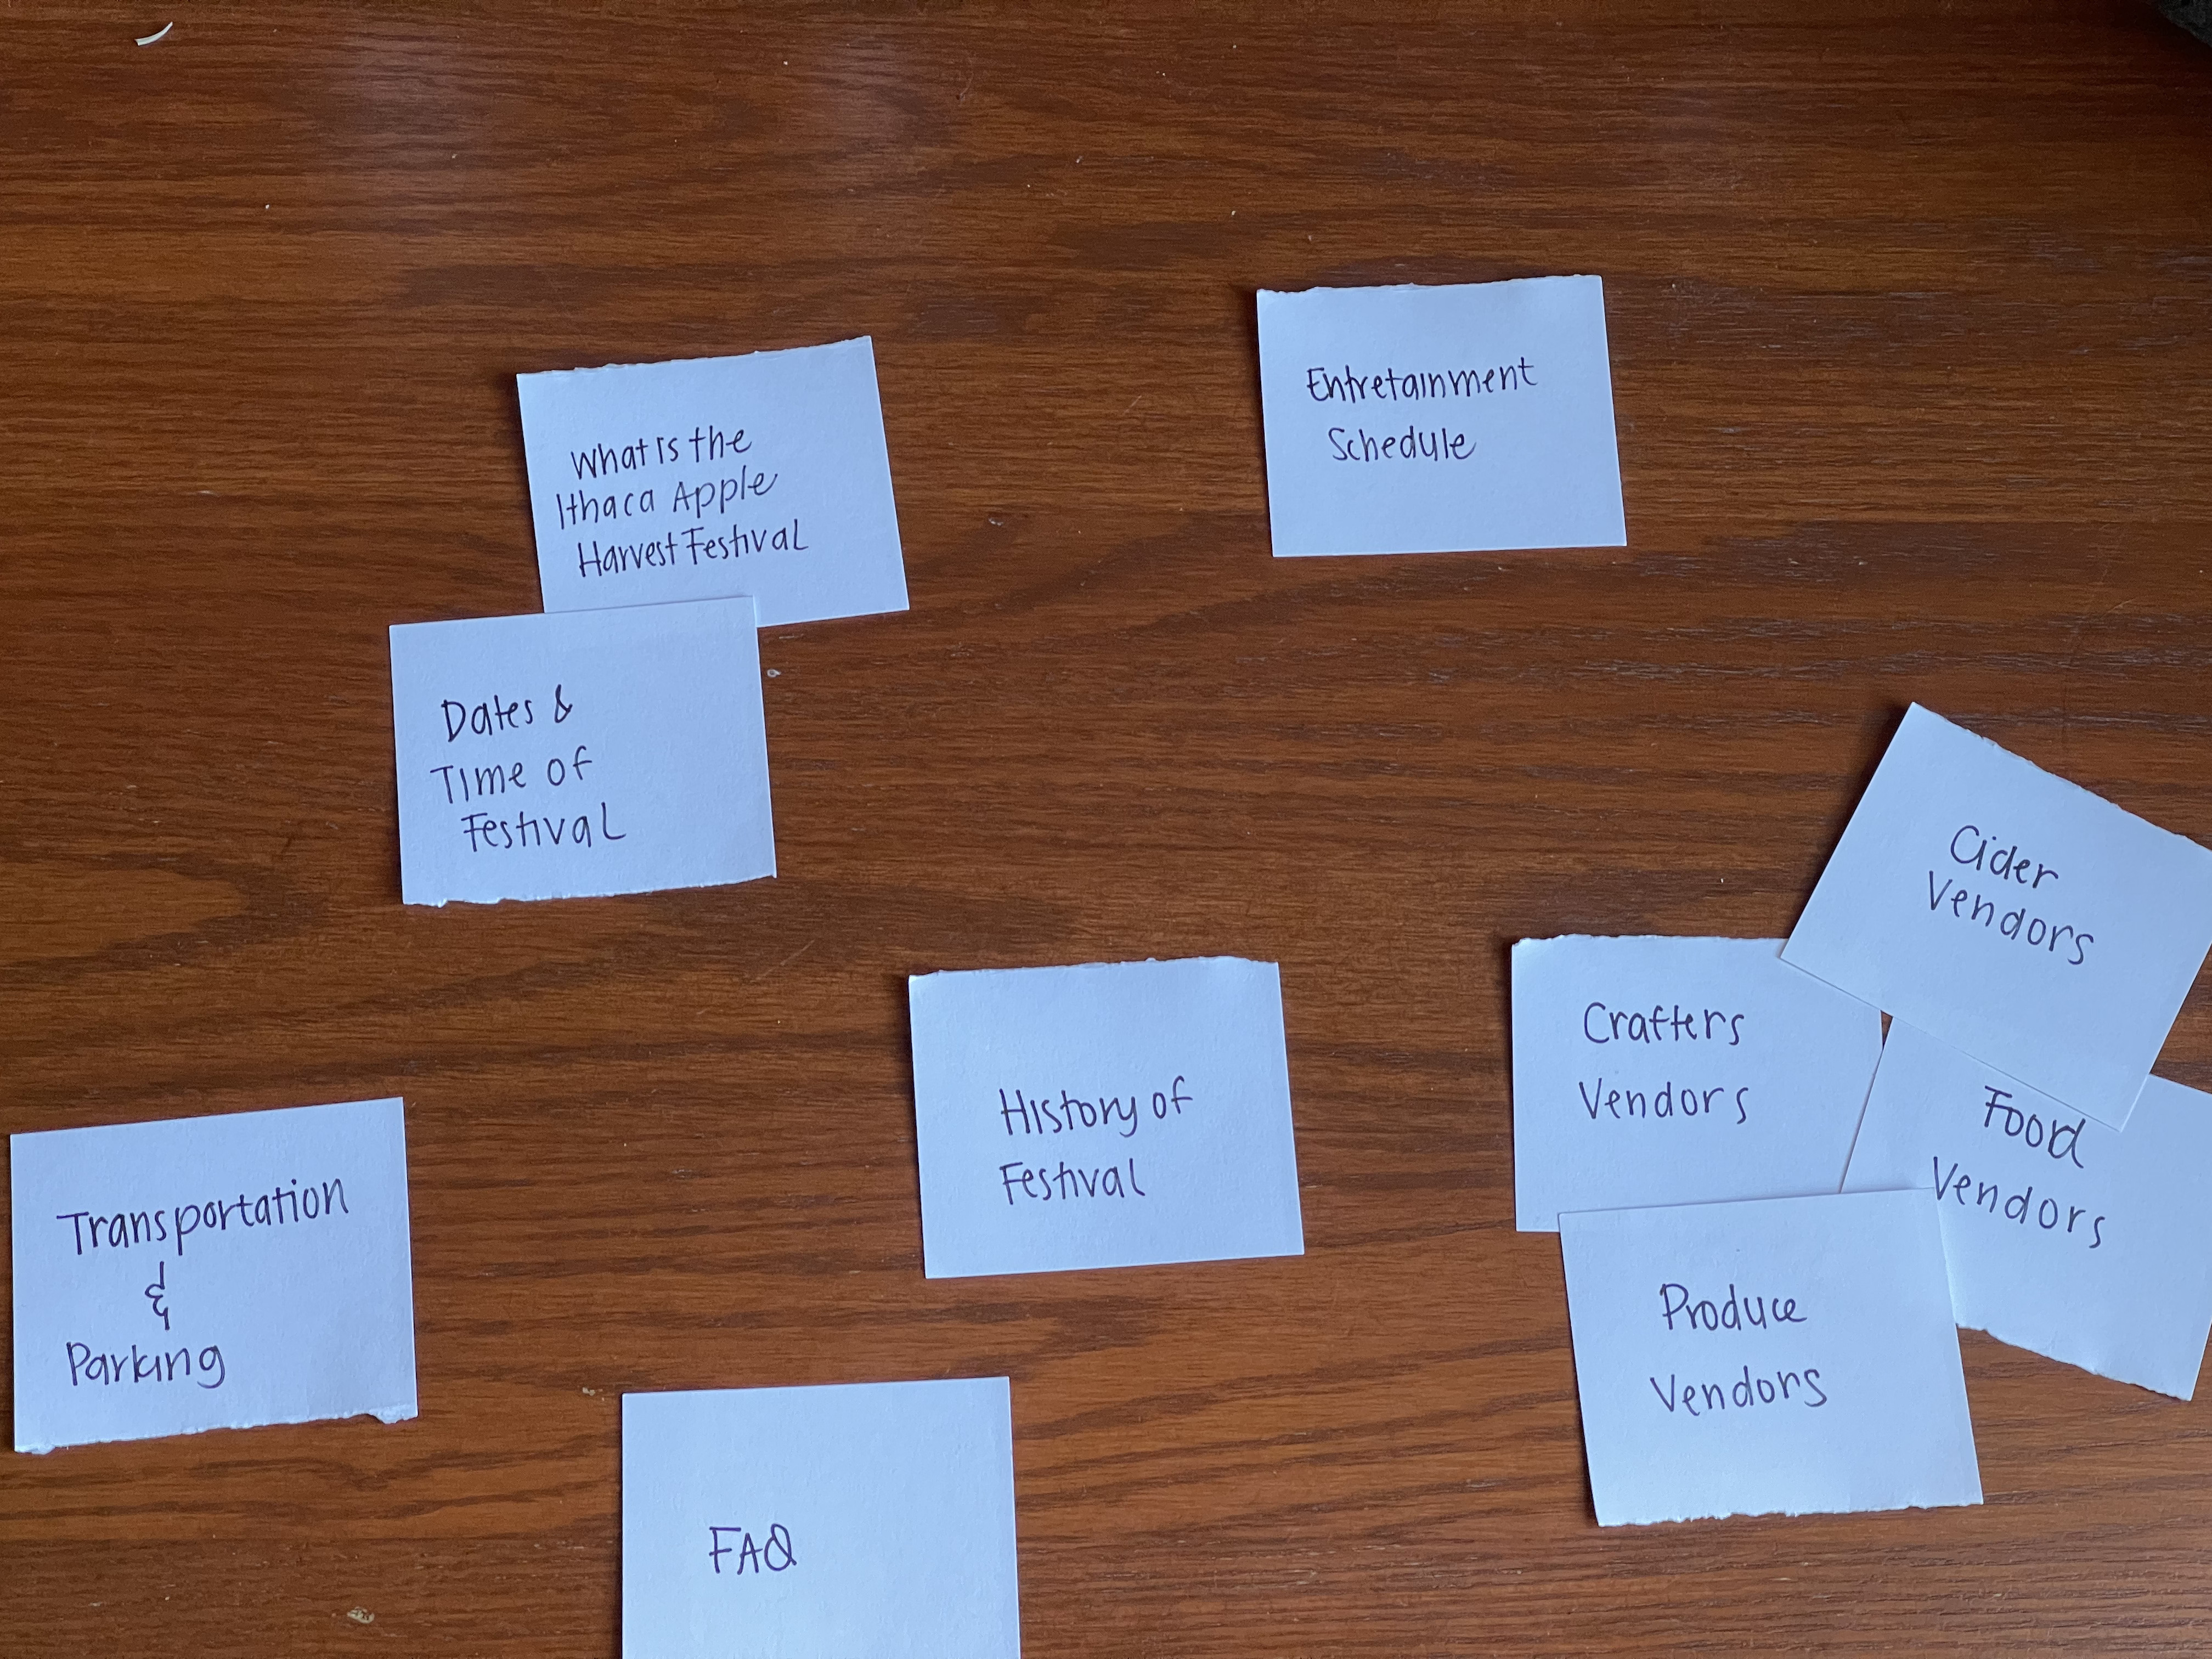 Entretainment
Schedule
What is the
Ithaca Apple
Harvest Festival
Dates &
Time of
Festival
Cider
Vendors
Crafters
Vendors
Food
Vendors
History of
Festival
Transportation
&
Parking
Produce
Vendors
FAQ